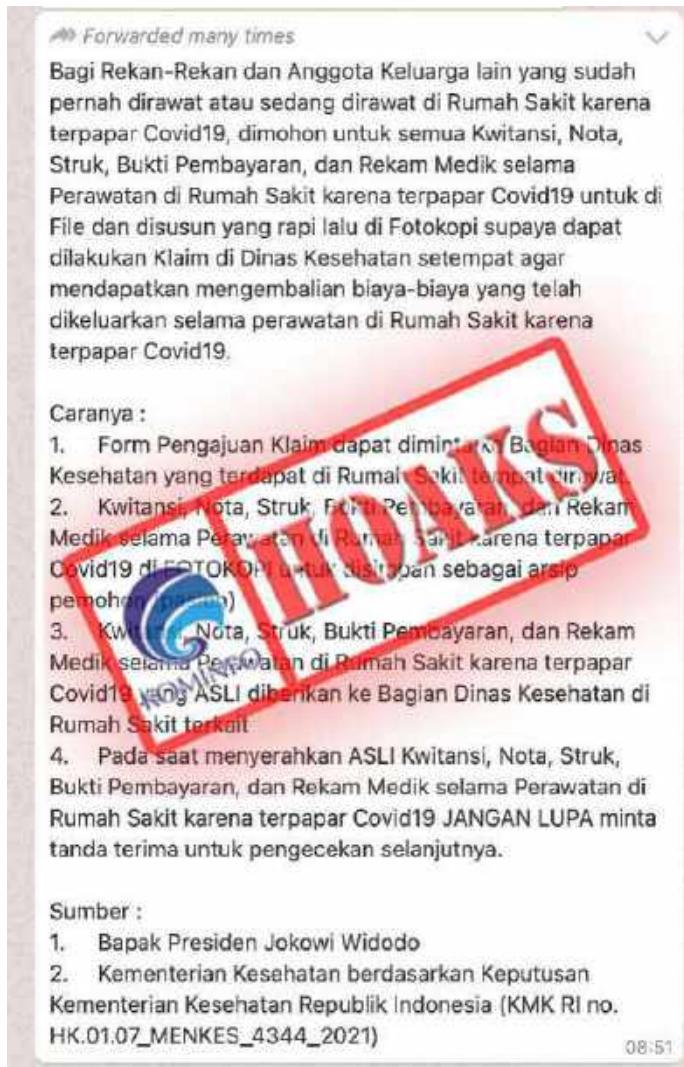 Forwarded many times
Bagi Rekan-Rekan dan Anggota Keluarga lain yang sudah
pernah dirawat atau sedang dirawat di Rumah Sakit karena
terpapar Covid19, dimohon untuk semua Kwitansi, Nota,
Struk, Bukti Pembayaran, dan Rekam Medik selama
Perawatan di Rumah Sakit karena terpapar Covid19 untuk di
File dan disusun yang rapi lalu di Fotokopi supaya dapat
dilakukan Klaim di Dinas Kesehatan setempat agar
mendapatkan mengembalian biaya-biaya yang telah
dikeluarkan selama perawatan di Rumah Sakit karena
terpapar Covid19.
Caranya :
1. Form Pengajuan Klaim dapat diminta Bagian Dinas
Kesehatan yang terdapat di Rumah Sakit tempat dirawat.
2. Kwitansi, Nota, Struk, Bukti Pembayaran, dan Rekam
Medik selama Perawatan di Rumah Sakit karena terpapar
Covid19 di FOTOKOPI untuk disimpan sebagai arsip
pemohon (pasien)
3. Kwitansi, Nota, Struk, Bukti Pembayaran, dan Rekam
Medik selama Perawatan di Rumah Sakit karena terpapar
Covid19 yang ASLI diberikan ke Bagian Dinas Kesehatan di
Rumah Sakit terkait
4. Pada saat menyerahkan ASLI Kwitansi, Nota, Struk,
Bukti Pembayaran, dan Rekam Medik selama Perawatan di
Rumah Sakit karena terpapar Covid19 JANGAN LUPA minta
tanda terima untuk pengecekan selanjutnya.
Sumber :
1. Bapak Presiden Jokowi Widodo
2. Kementerian Kesehatan berdasarkan Keputusan
Kementerian Kesehatan Republik Indonesia (KMK RI no.
HK.01.07_MENKES_4344_2021)
08:51
HOAKS
KOMINFO